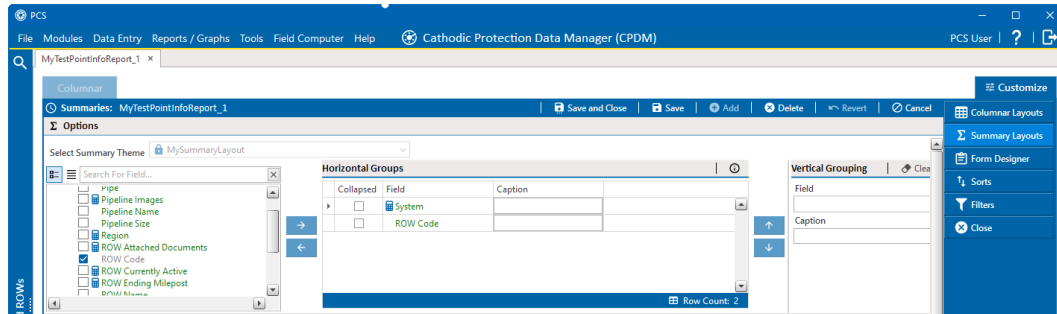 PCS
File Modules Data Entry Reports / Graphs Tools Field Computer Help Cathodic Protection Data Manager (CPDM) PCS User | ? |
MyTestPointInfoReport_1 ×
Columnar
Customize
Summaries: MyTestPointInfoReport_1 | Save and Close | Save | Add | Delete | Revert | Cancel
Columnar Layouts
Σ Options
Σ Summary Layouts
Select Summary Theme MySummaryLayout
Form Designer
Search For Field...
Horizontal Groups
Vertical Grouping | Clea
Sorts
Pipe
Pipeline Images
Pipeline Name
Pipeline Size
Region
ROW Attached Documents
ROW Code
ROW Currently Active
ROW Ending Milepost
ROW Name
Collapsed Field Caption
System
ROW Code
Row Count: 2
Field
Caption
Filters
Close
ROWs